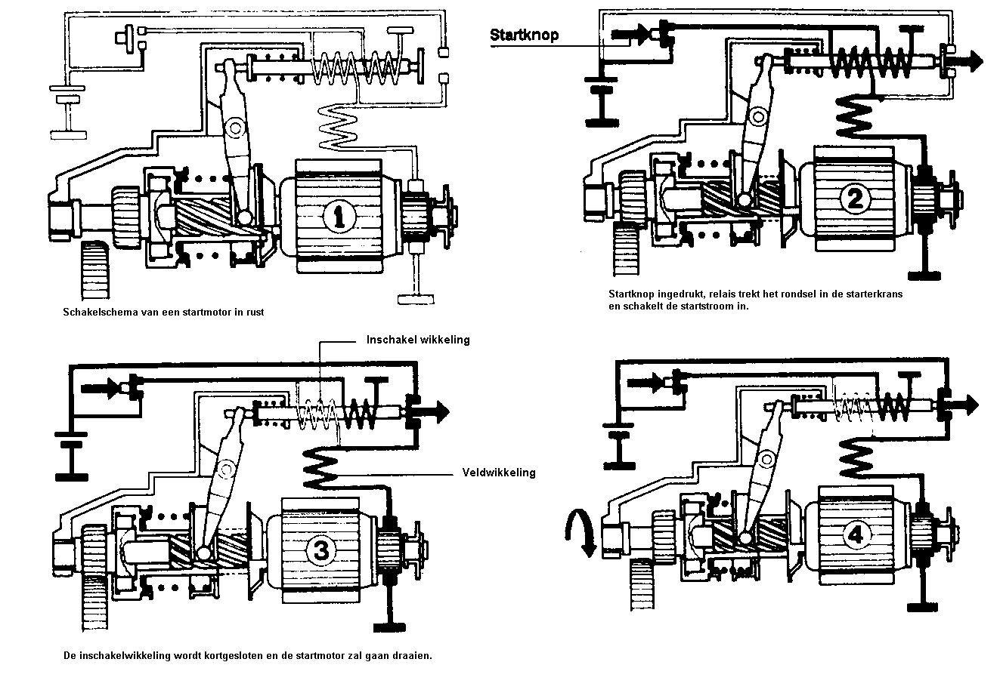 Startknop
1
2
Schakelschema van een startmotor in rust
Startknop ingedrukt, relais trekt het rondsel in de starterkrans
en schakelt de startstroom in.
Inschakel wikkeling
Veldwikkeling
3
4
De inschakelwikkeling wordt kortgesloten en de startmotor zal gaan draaien.